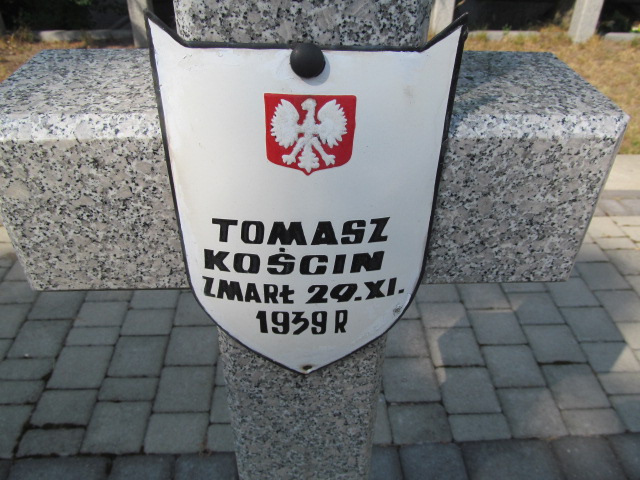 TOMASZ
KOŚCIN
ZMARŁ 29.XI.
1939 R